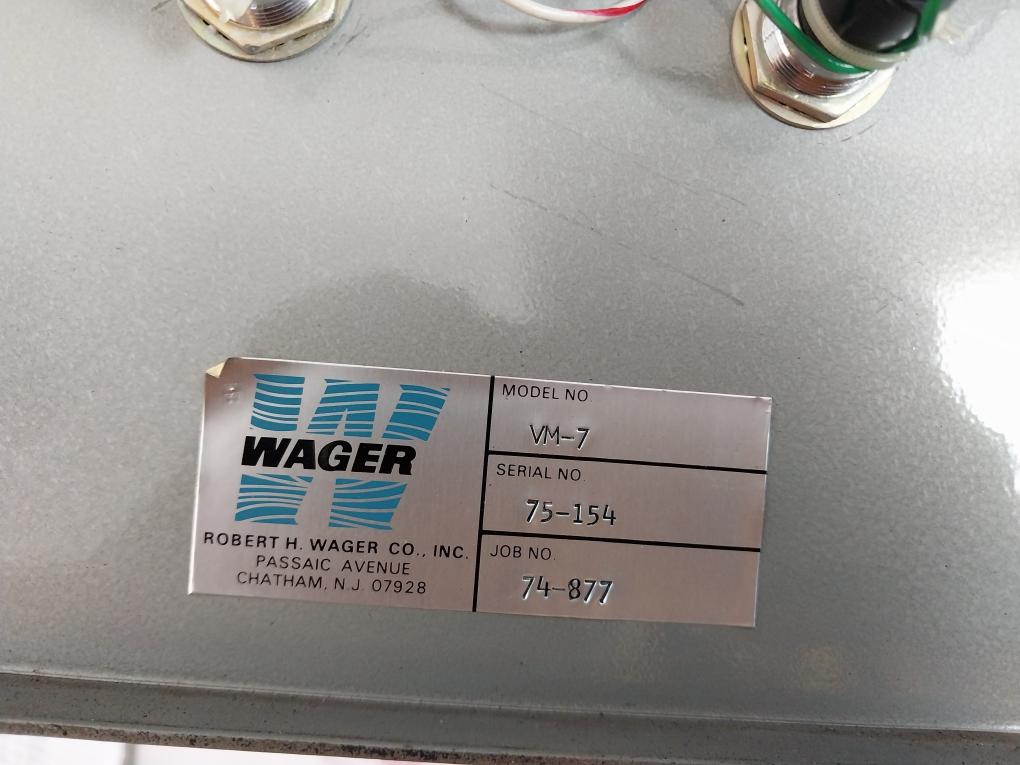 WAGER
ROBERT H. WAGER CO., INC.
PASSAIC AVENUE
CHATHAM, N.J. 07928
MODEL NO.
VM-7
SERIAL NO.
75-154
JOB NO.
74-877